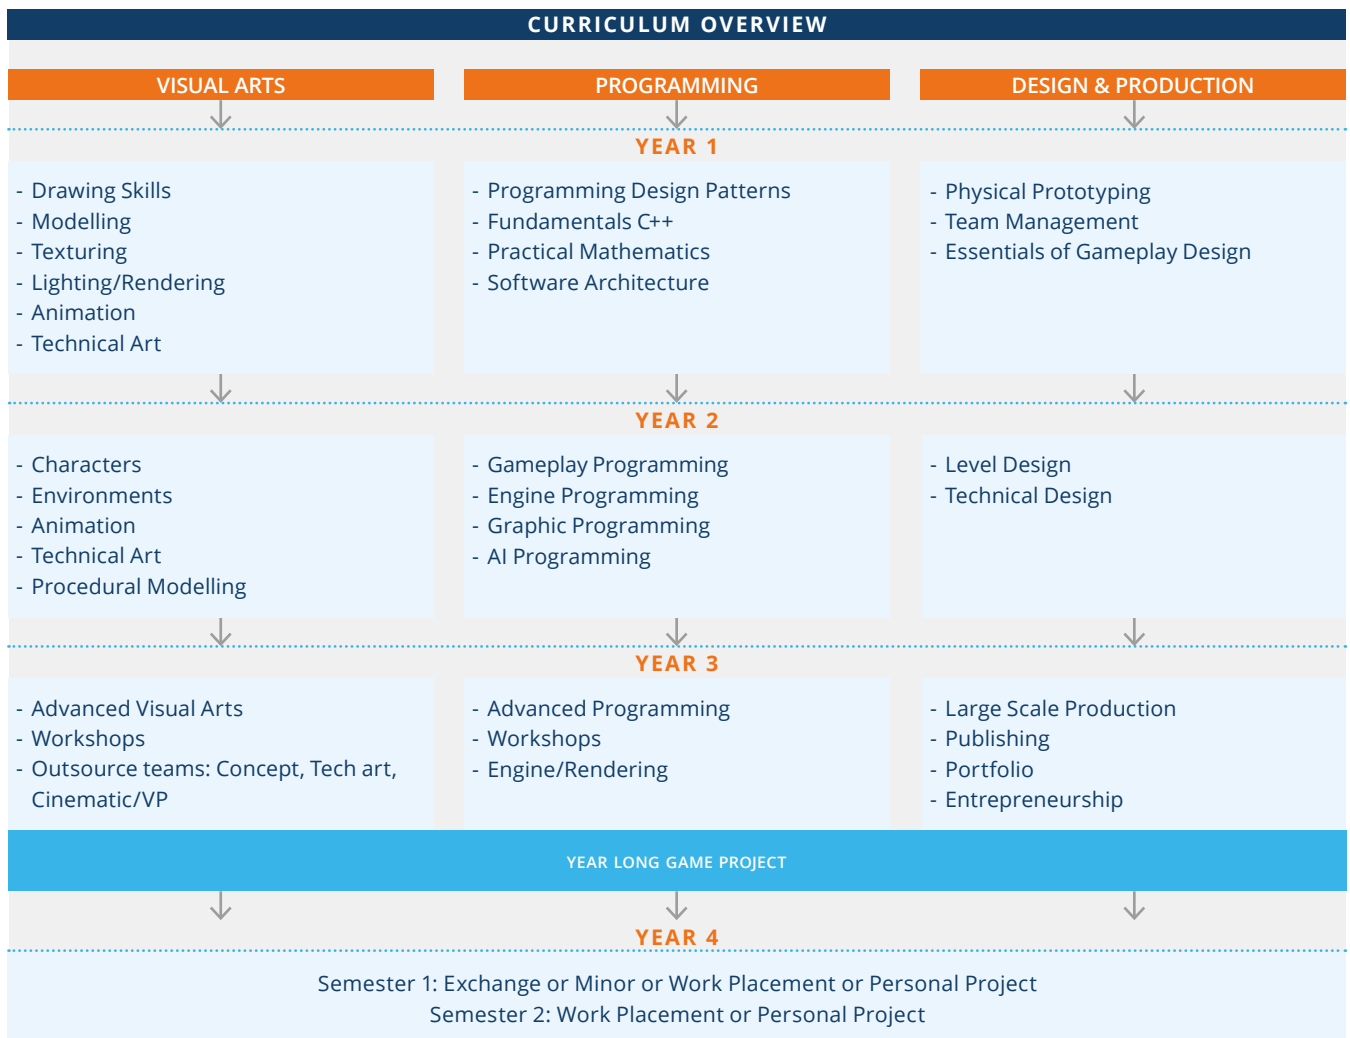 CURRICULUM OVERVIEW
VISUAL ARTS
PROGRAMMING
DESIGN & PRODUCTION
YEAR 1
- Drawing Skills
- Modelling
- Texturing
- Lighting/Rendering
- Animation
- Technical Art
- Programming Design Patterns
- Fundamentals C++
- Practical Mathematics
- Software Architecture
- Physical Prototyping
- Team Management
- Essentials of Gameplay Design
YEAR 2
- Characters
- Environments
- Animation
- Technical Art
- Procedural Modelling
- Gameplay Programming
- Engine Programming
- Graphic Programming
- AI Programming
- Level Design
- Technical Design
YEAR 3
- Advanced Visual Arts
- Workshops
- Outsource teams: Concept, Tech art,
Cinematic/VP
- Advanced Programming
- Workshops
- Engine/Rendering
- Large Scale Production
- Publishing
- Portfolio
- Entrepreneurship
YEAR LONG GAME PROJECT
YEAR 4
Semester 1: Exchange or Minor or Work Placement or Personal Project
Semester 2: Work Placement or Personal Project